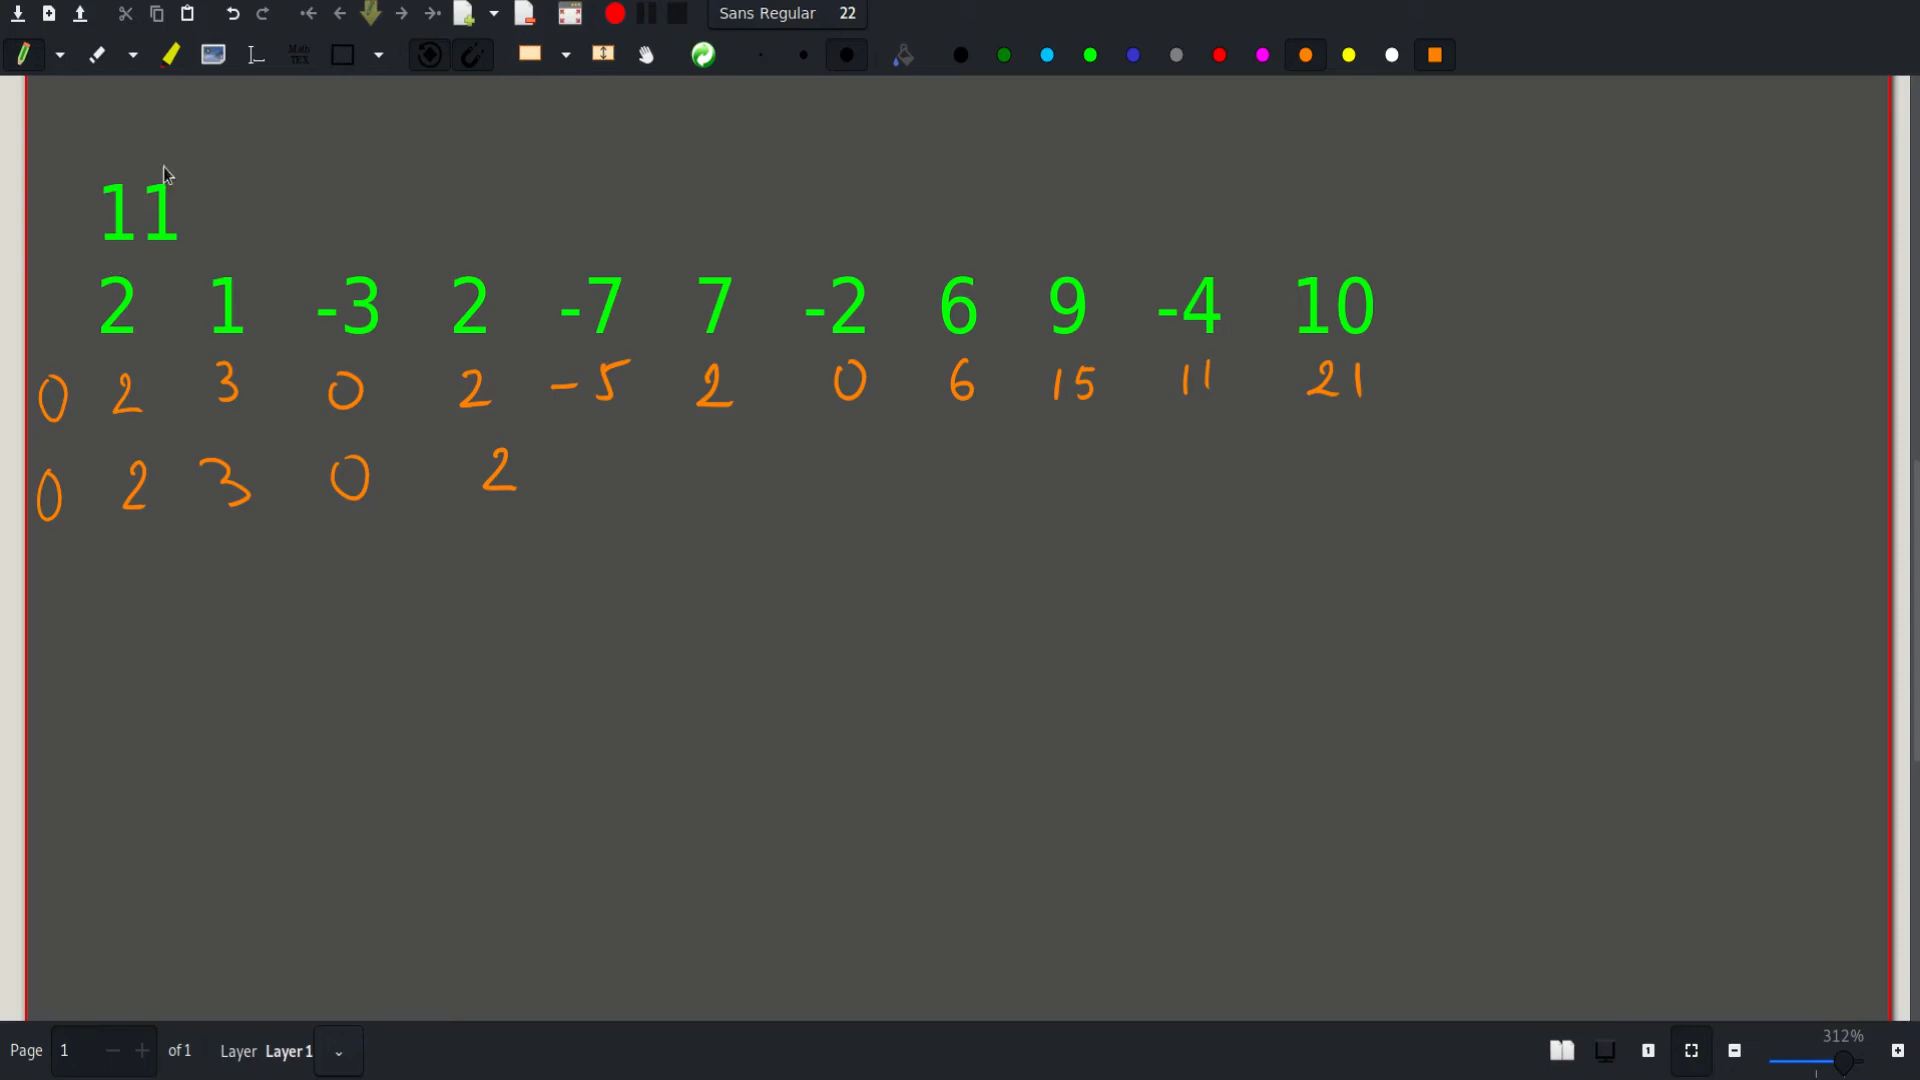 Sans Regular 22
Math TEX
11
2 1 -3 2 -7 7 -2 6 9 -4 10
0 2 3 0 2 -5 2 0 6 15 11 21
0 2 3 0 2
312%
Page 1 of 1 Layer Layer 1